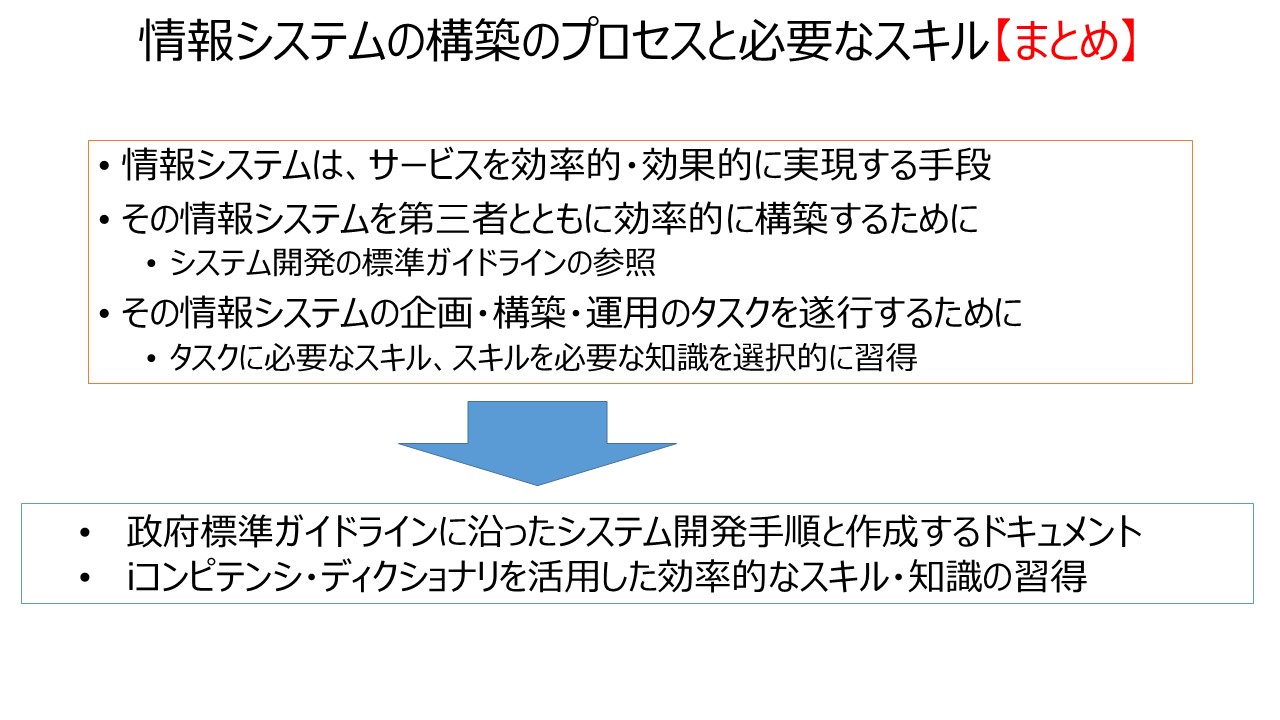 情報システムの構築のプロセスと必要なスキル【まとめ】
• 情報システムは、サービスを効率的・効果的に実現する手段
• その情報システムを第三者とともに効率的に構築するために
• システム開発の標準ガイドラインの参照
• その情報システムの企画・構築・運用のタスクを遂行するために
• タスクに必要なスキル、スキルを必要な知識を選択的に習得
• 政府標準ガイドラインに沿ったシステム開発手順と作成するドキュメント
• iコンピテンシ・ディクショナリを活用した効率的なスキル・知識の習得